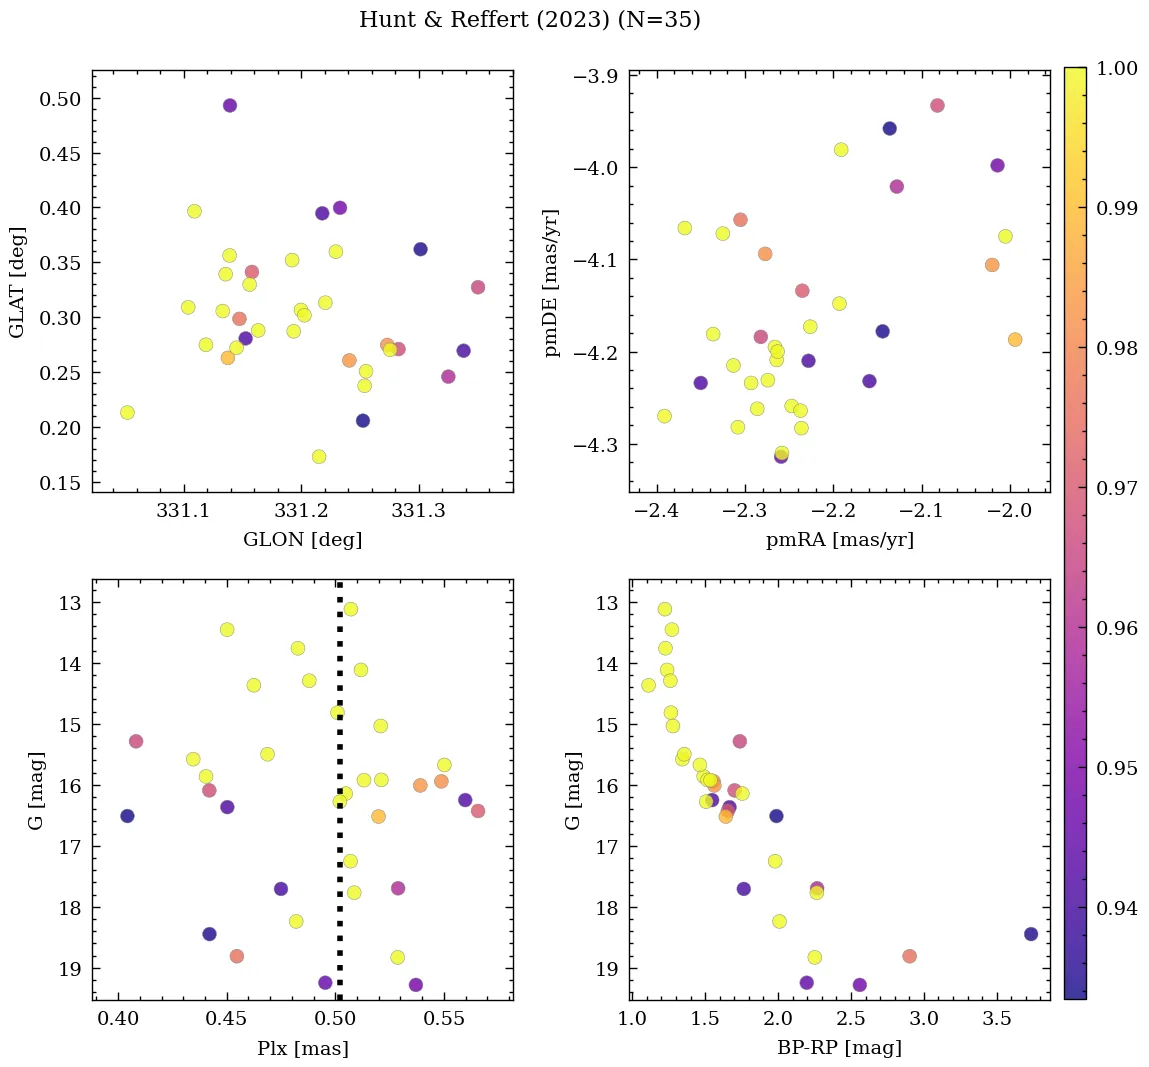 Hunt & Reffert (2023) (N=35)
0.50
0.45
0.40
0.35
0.30
0.25
0.20
0.15
GLAT [deg]
331.1 331.2 331.3
GLON [deg]
−3.9
−4.0
−4.1
−4.2
−4.3
pmDE [mas/yr]
−2.4 −2.3 −2.2 −2.1 −2.0
pmRA [mas/yr]
13
14
15
16
17
18
19
G [mag]
0.40 0.45 0.50 0.55
Plx [mas]
13
14
15
16
17
18
19
G [mag]
1.0 1.5 2.0 2.5 3.0 3.5
BP-RP [mag]
1.00
0.99
0.98
0.97
0.96
0.95
0.94